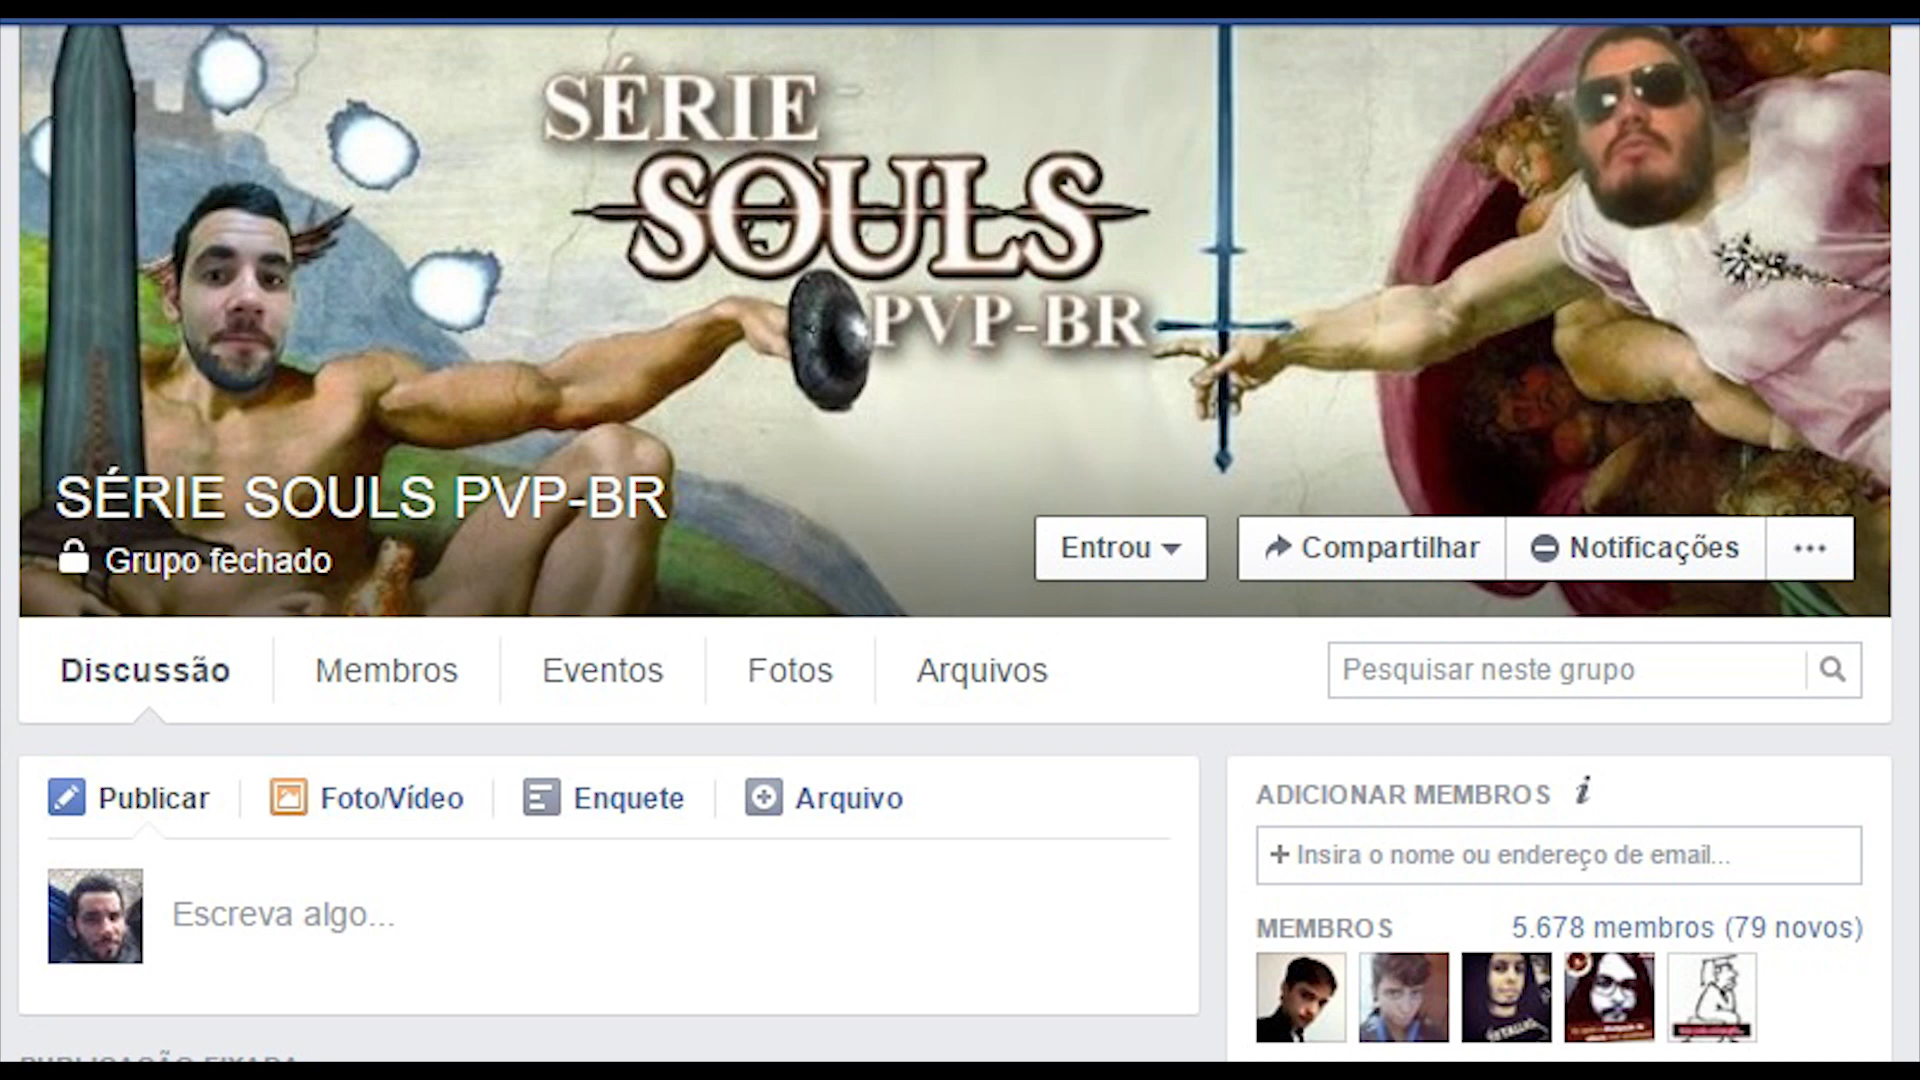 SÉRIE
SOULS
PVP-BR
SÉRIE SOULS PVP-BR
Grupo fechado
Entrou
Compartilhar
Notificações
Discussão
Membros
Eventos
Fotos
Arquivos
Pesquisar neste grupo
Publicar
Foto/Vídeo
Enquete
Arquivo
Escreva algo...
ADICIONAR MEMBROS i
+ Insira o nome ou endereço de email...
MEMBROS
5.678 membros (79 novos)
PUBLICAÇÃO FIXADA